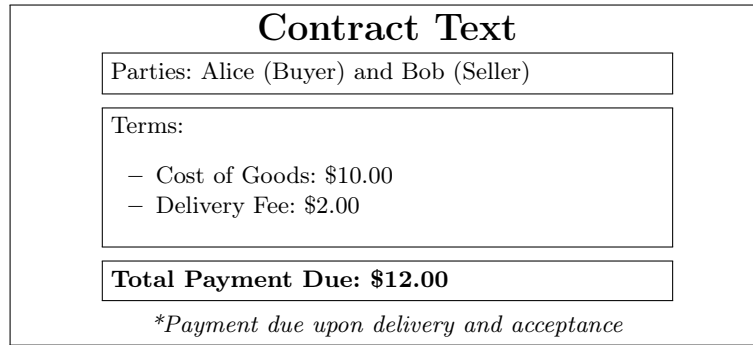 Contract Text
Parties: Alice (Buyer) and Bob (Seller)
Terms:
– Cost of Goods: $10.00
– Delivery Fee: $2.00
Total Payment Due: $12.00
*Payment due upon delivery and acceptance